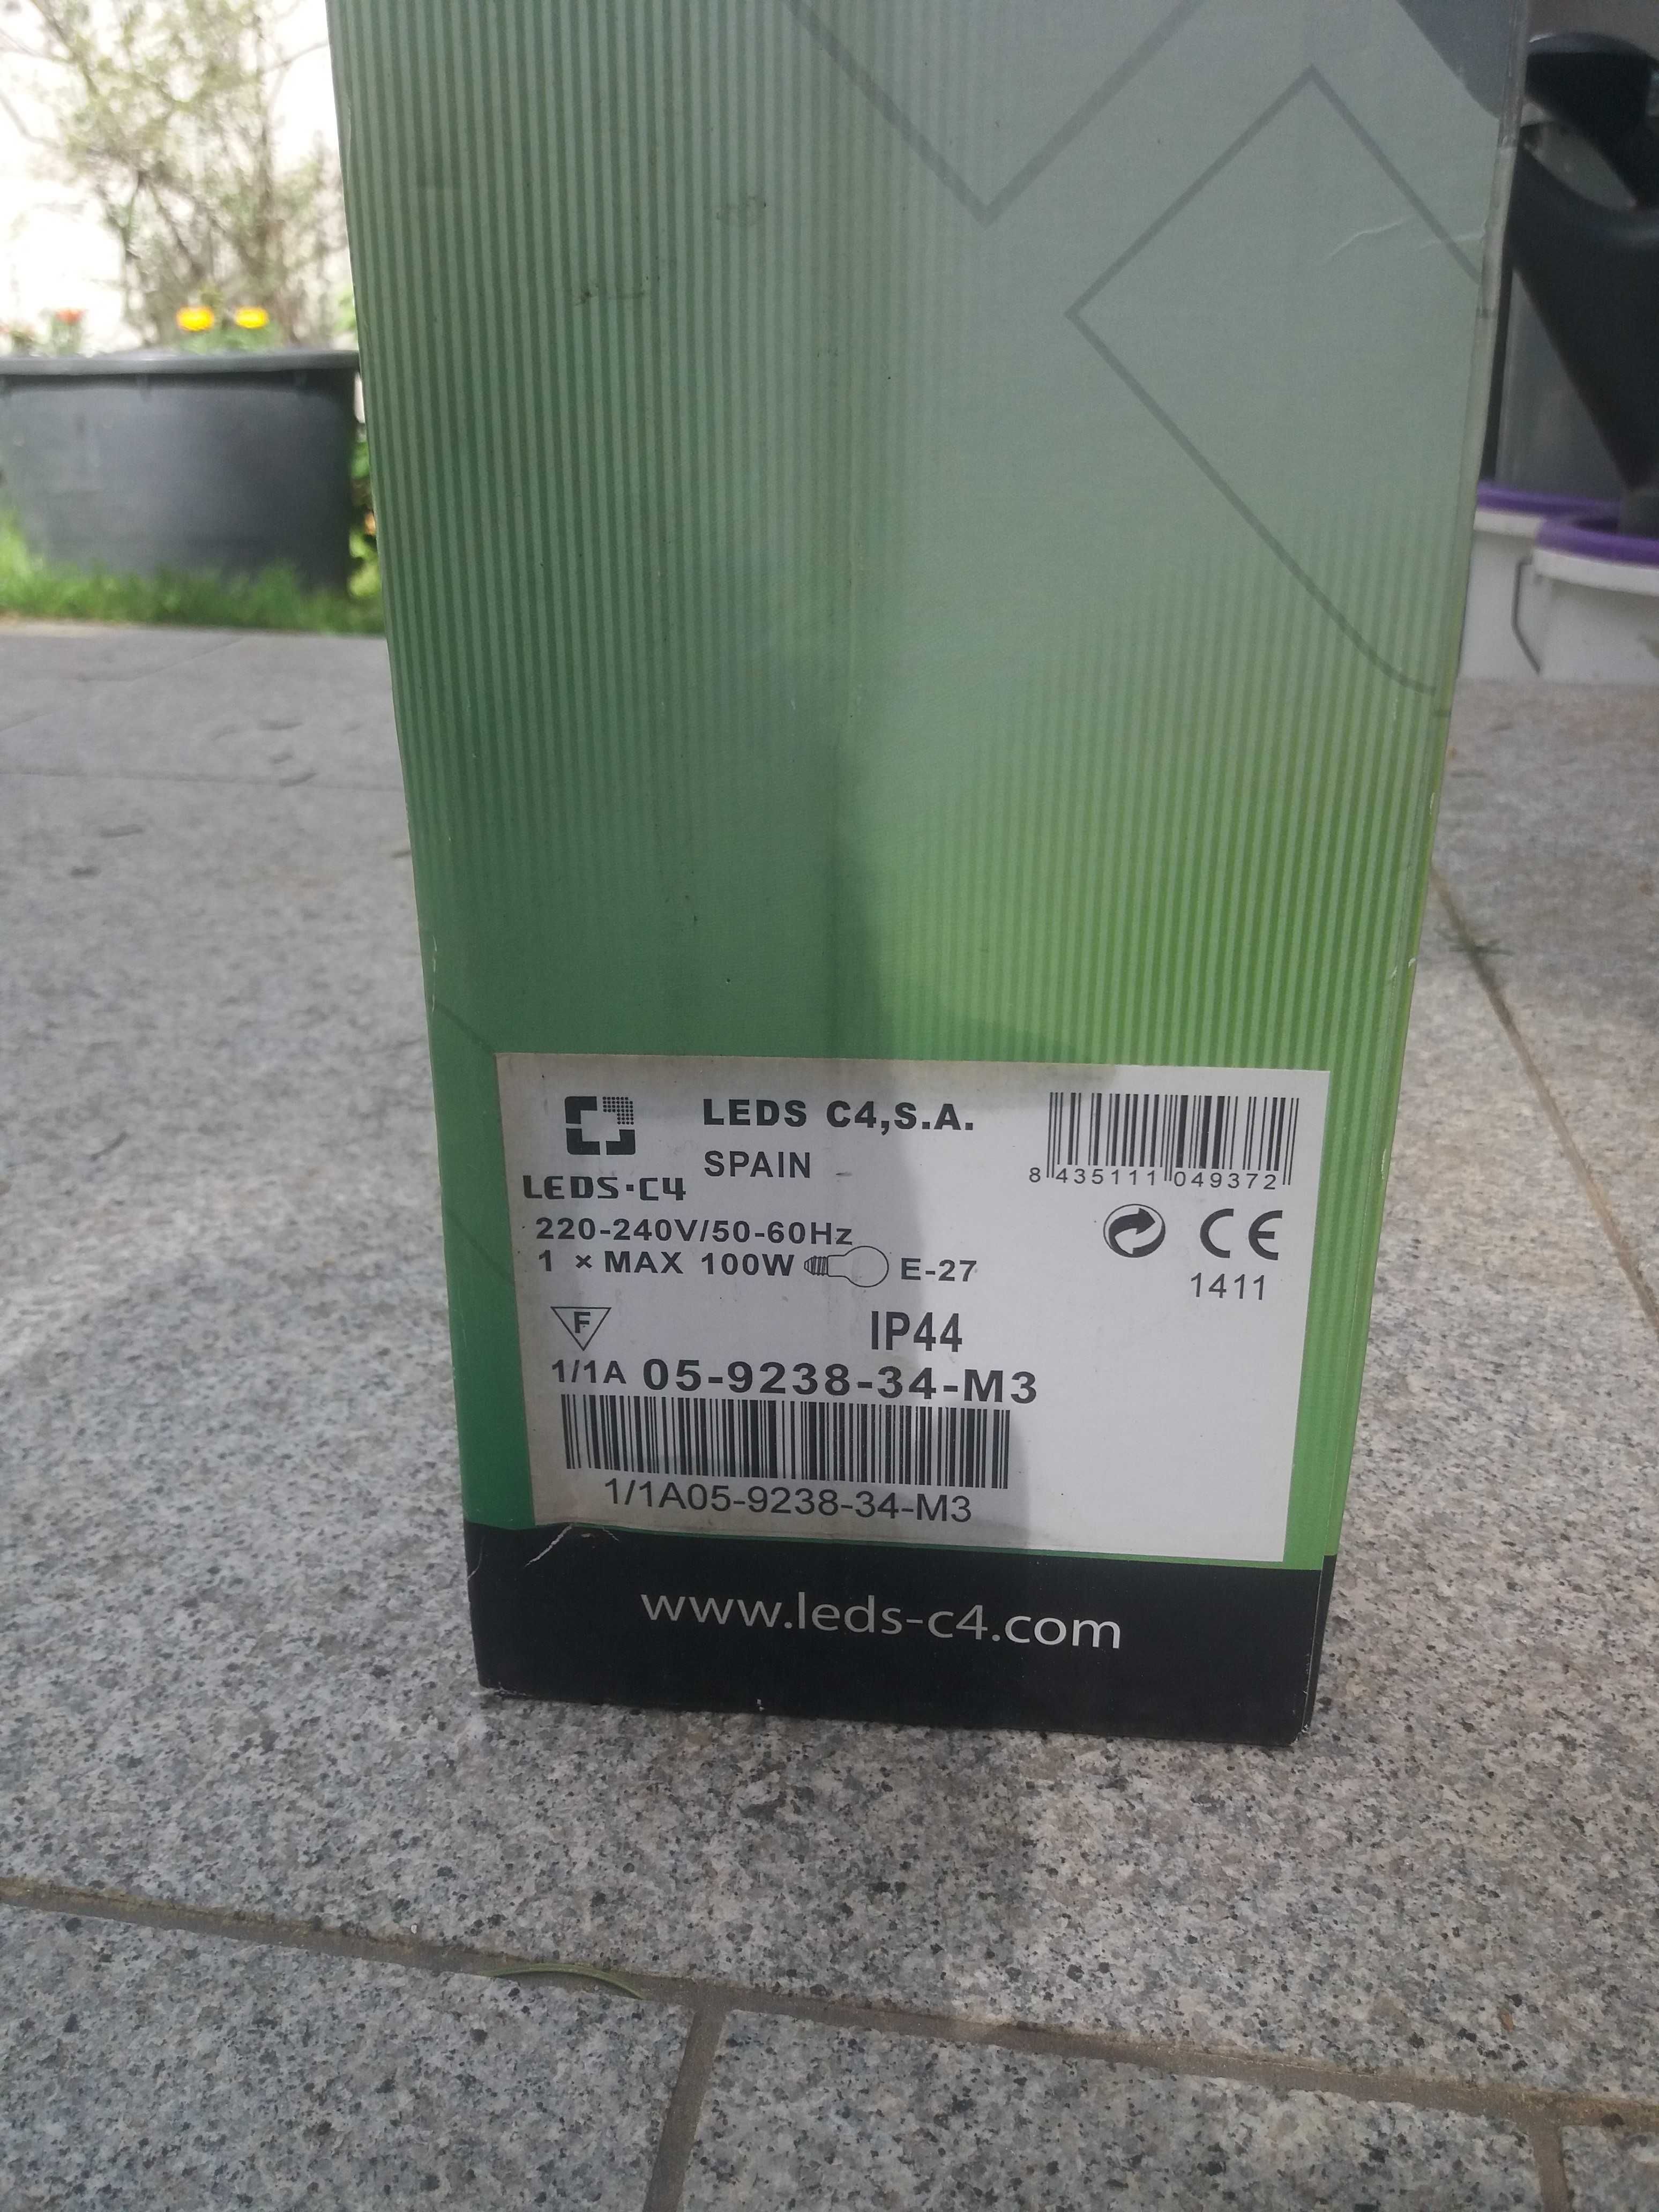 LEDS C4,S.A.
SPAIN
LEDS·C4
8 435111 049372
220-240V/50-60Hz
1 × MAX 100W E-27
CE
1411
F
IP44
1/1A 05-9238-34-M3
1/1A05-9238-34-M3
www.leds-c4.com